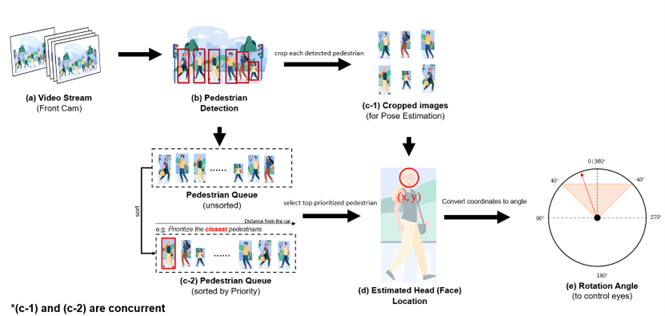 (a) Video Stream
(Front Cam)
(b) Pedestrian
Detection
crop each detected pedestrian
(c-1) Cropped images
(for Pose Estimation)
......
Pedestrian Queue
(unsorted)
sort
Distance from the car
e.g. Prioritize the closest pedestrians
......
(c-2) Pedestrian Queue
(sorted by Priority)
select top prioritized pedestrian
(x, y)
(d) Estimated Head (Face)
Location
Convert coordinates to angle
0 | 360°
45°
-45°
90°
270°
180°
(e) Rotation Angle
(to control eyes)
*(c-1) and (c-2) are concurrent